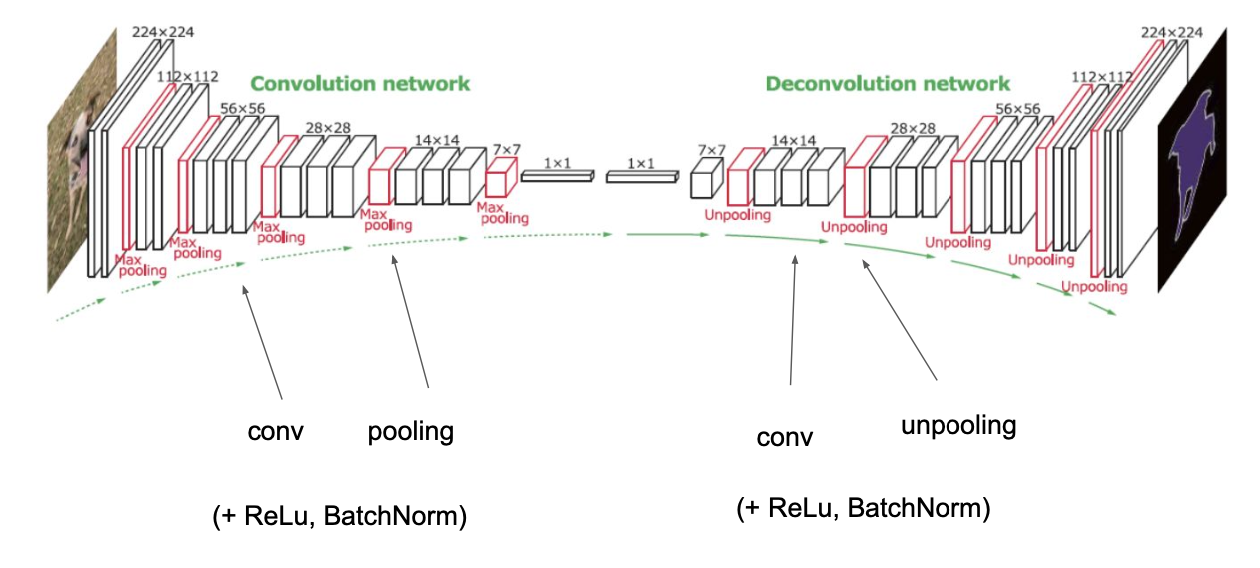 224×224
112×112
56×56
28×28
14×14
7×7
1×1
1×1
7×7
14×14
28×28
56×56
112×112
224×224
Convolution network
Deconvolution network
Max
pooling
Max
pooling
Max
pooling
Max
pooling
Max
pooling
Unpooling
Unpooling
Unpooling
Unpooling
Unpooling
conv
pooling
conv
unpooling
(+ ReLu, BatchNorm)
(+ ReLu, BatchNorm)